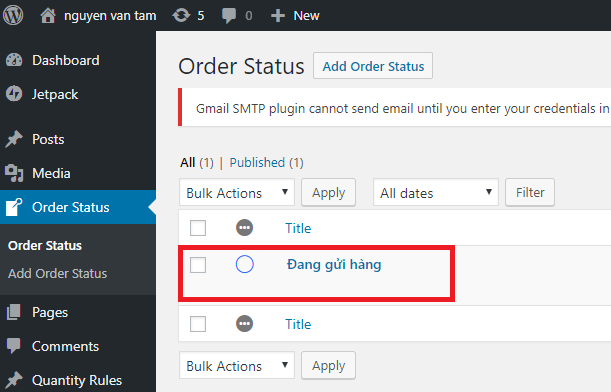 nguyen van tam 5 0 + New
Dashboard
Jetpack
Posts
Media
Order Status
Order Status
Add Order Status
Pages
Comments
Quantity Rules
Order Status Add Order Status
Gmail SMTP plugin cannot send email until you enter your credentials in
All (1) | Published (1)
Bulk Actions Apply All dates Filter
Title
Đang gửi hàng
Title
Bulk Actions Apply